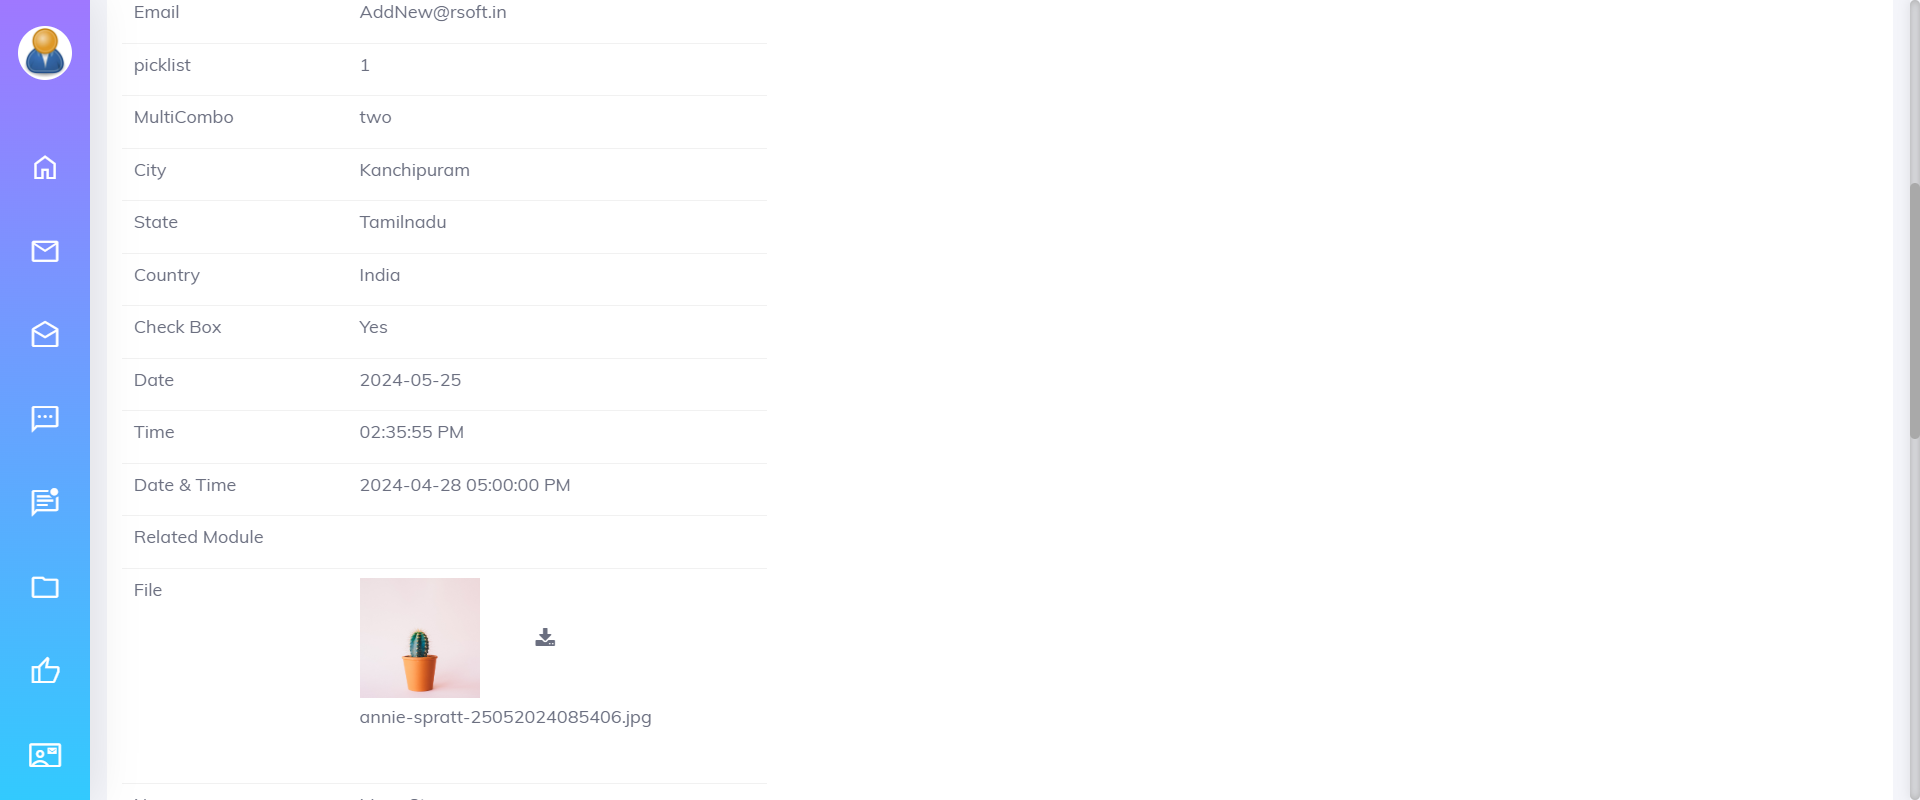 Email AddNew@rsoft.in
picklist 1
MultiCombo two
City Kanchipuram
State Tamilnadu
Country India
Check Box Yes
Date 2024-05-25
Time 02:35:55 PM
Date & Time 2024-04-28 05:00:00 PM
Related Module
File
annie-spratt-25052024085406.jpg